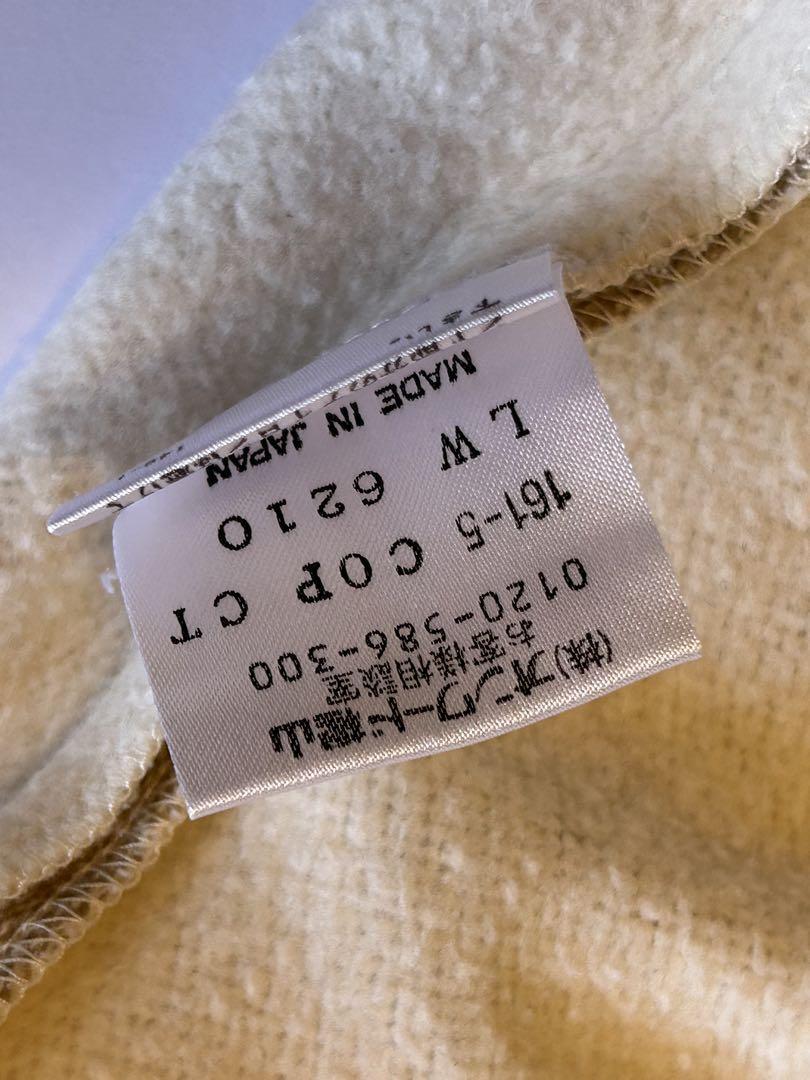 (株)オンワード樫山
お客様相談室
0120-586-300
161-5 COP CT
L W 6210
MADE IN JAPAN